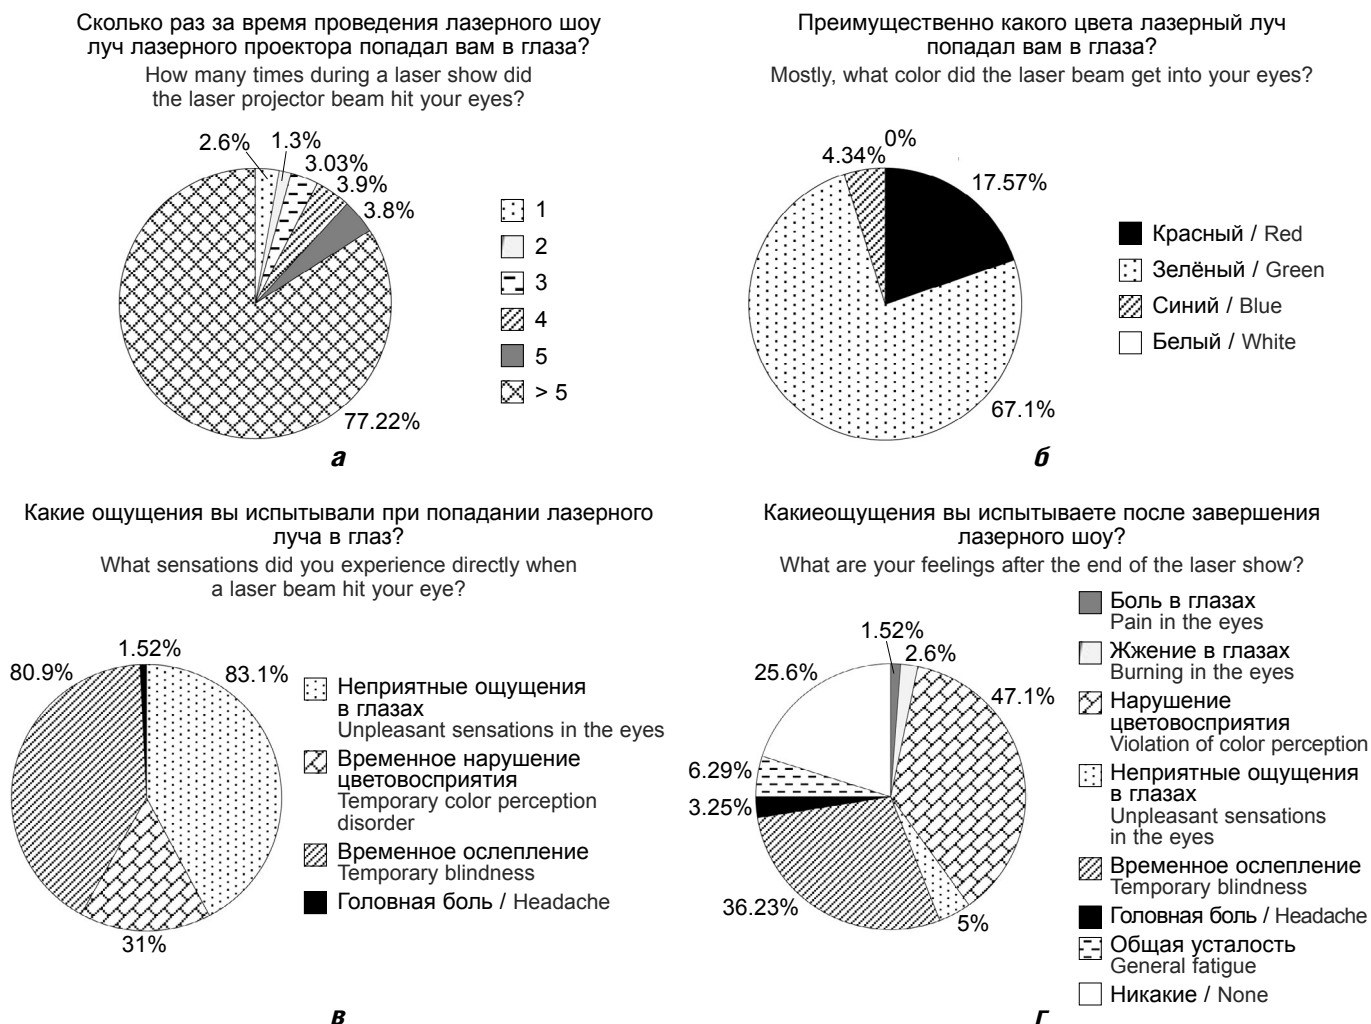 Сколько раз за время проведения лазерного шоу
луч лазерного проектора попадал вам в глаза?
How many times during a laser show did
the laser projector beam hit your eyes?
2.6%
1.3%
3.03%
3.9%
3.8%
77.22%
1
2
3
4
5
> 5
а
Преимущественно какого цвета лазерный луч
попадал вам в глаза?
Mostly, what color did the laser beam get into your eyes?
0%
4.34%
17.57%
67.1%
Красный / Red
Зелёный / Green
Синий / Blue
Белый / White
б
Какие ощущения вы испытывали при попадании лазерного
луча в глаз?
What sensations did you experience directly when
a laser beam hit your eye?
1.52%
80.9%
83.1%
31%
Неприятные ощущения
в глазах
Unpleasant sensations in the eyes
Временное нарушение
цветовосприятия
Temporary color perception
disorder
Временное ослепление
Temporary blindness
Головная боль / Headache
в
Какиеощущения вы испытываете после завершения
лазерного шоу?
What are your feelings after the end of the laser show?
1.52%
2.6%
25.6%
47.1%
6.29%
3.25%
36.23%
5%
Боль в глазах
Pain in the eyes
Жжение в глазах
Burning in the eyes
Нарушение
цветовосприятия
Violation of color perception
Неприятные ощущения
в глазах
Unpleasant sensations
in the eyes
Временное ослепление
Temporary blindness
Головная боль / Headache
Общая усталость
General fatigue
Никакие / None
г